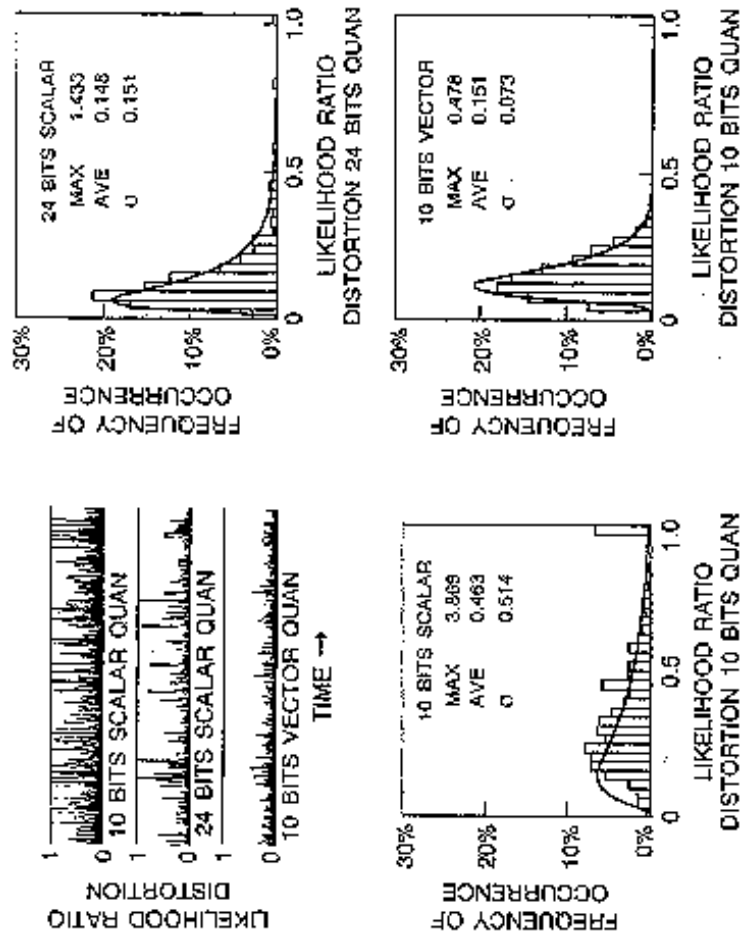 LIKELIHOOD RATIO
DISTORTION
1
0
10 BITS SCALAR QUAN
1
0
24 BITS SCALAR QUAN
1
0
10 BITS VECTOR QUAN
TIME →
FREQUENCY OF
OCCURRENCE
30%
20%
10%
0%
24 BITS SCALAR
MAX
AVE 0.148
σ 0.151
0 0.5 1.0
LIKELIHOOD RATIO
DISTORTION 24 BITS QUAN
FREQUENCY OF
OCCURRENCE
30%
20%
10%
0%
10 BITS SCALAR
MAX 3.869
AVE 0.463
σ 0.514
0 0.5 1.0
LIKELIHOOD RATIO
DISTORTION 10 BITS QUAN
FREQUENCY OF
OCCURRENCE
30%
20%
10%
0%
10 BITS VECTOR
MAX 0.478
AVE 0.151
σ 0.073
0 0.5 1.0
LIKELIHOOD RATIO
DISTORTION 10 BITS QUAN